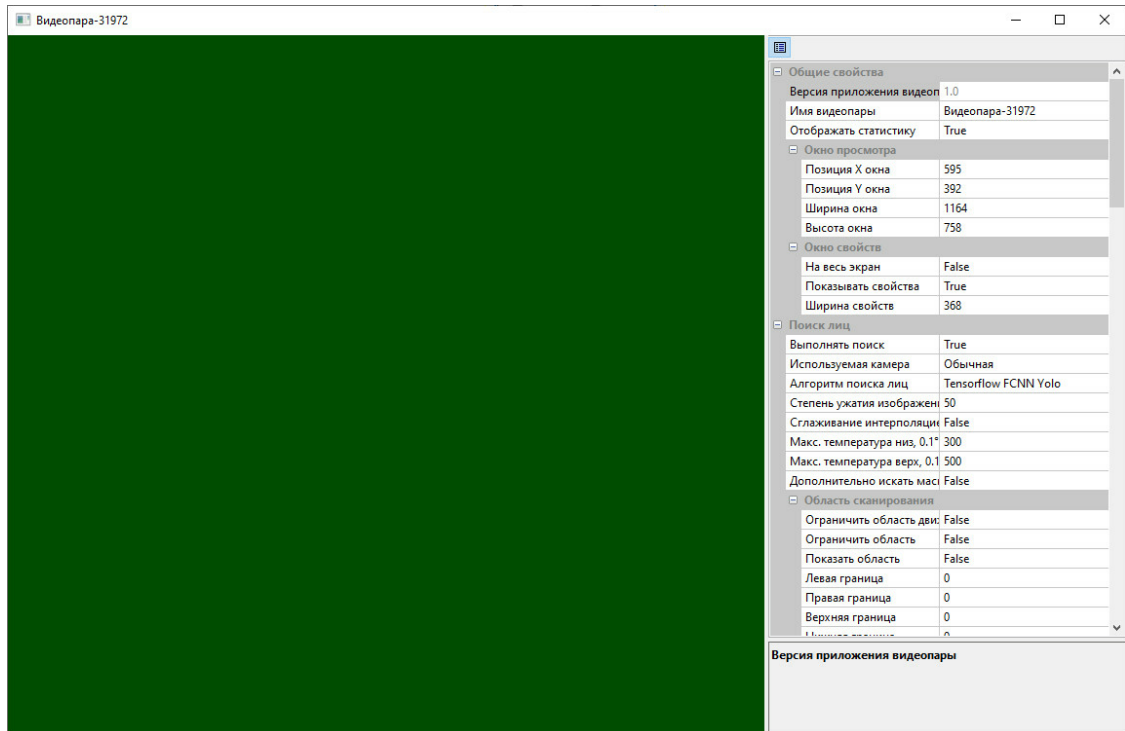 Видеопара-31972
Общие свойства
Версия приложения видеоп 1.0
Имя видеопары Видеопара-31972
Отображать статистику True
Окно просмотра
Позиция X окна 595
Позиция Y окна 392
Ширина окна 1164
Высота окна 758
Окно свойств
На весь экран False
Показывать свойства True
Ширина свойств 368
Поиск лиц
Выполнять поиск True
Используемая камера Обычная
Алгоритм поиска лиц Tensorflow FCNN Yolo
Степень ужатия изображени 50
Сглаживание интерполяцие False
Макс. температура низ, 0.1° 300
Макс. температура верх, 0.1 500
Дополнительно искать маси False
Область сканирования
Ограничить область движ False
Ограничить область False
Показать область False
Левая граница 0
Правая граница 0
Верхняя граница 0
Версия приложения видеопары